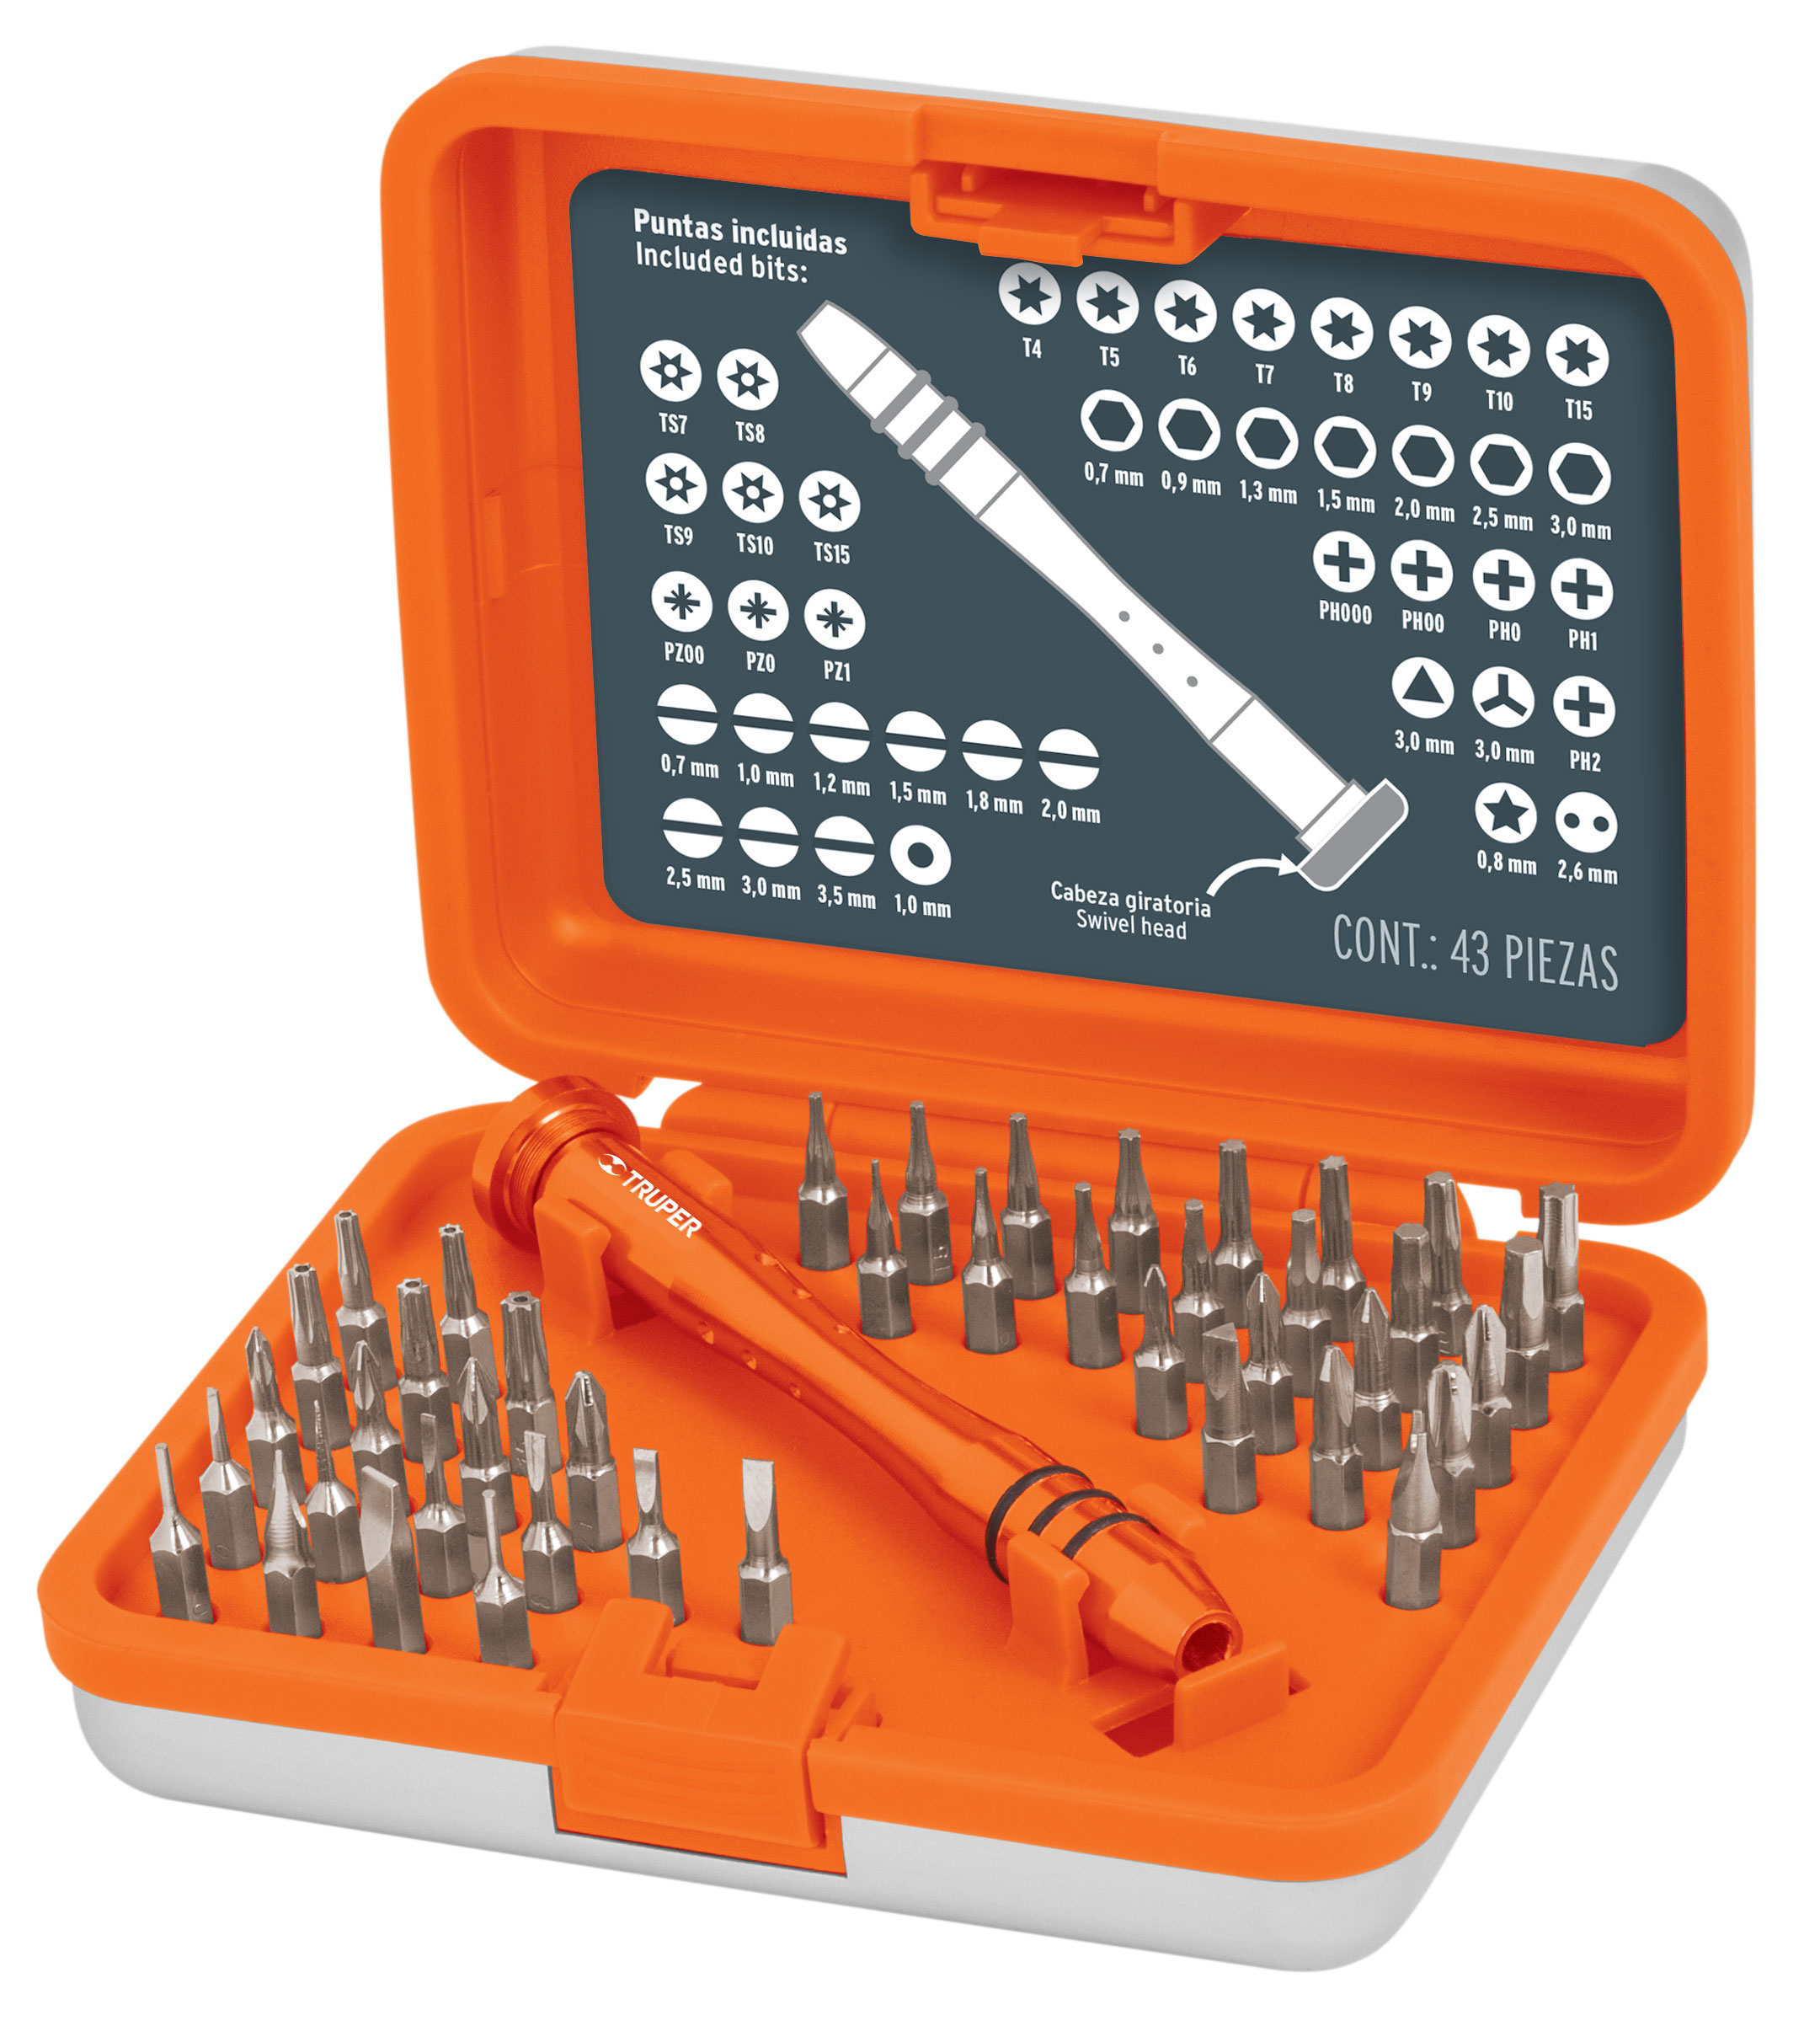 Puntas incluidas
Included bits:
T4 T5 T6 T7 T8 T9 T10 T15
TS7 TS8
0,7 mm 0,9 mm 1,3 mm 1,5 mm 2,0 mm 2,5 mm 3,0 mm
TS9 TS10 TS15
PH000 PH00 PH0 PH1
PZ00 PZ0 PZ1
3,0 mm 3,0 mm PH2
0,7 mm 1,0 mm 1,2 mm 1,5 mm 1,8 mm 2,0 mm
0,8 mm 2,6 mm
2,5 mm 3,0 mm 3,5 mm 1,0 mm
Cabeza giratoria
Swivel head
CONT.: 43 PIEZAS
TRUPER